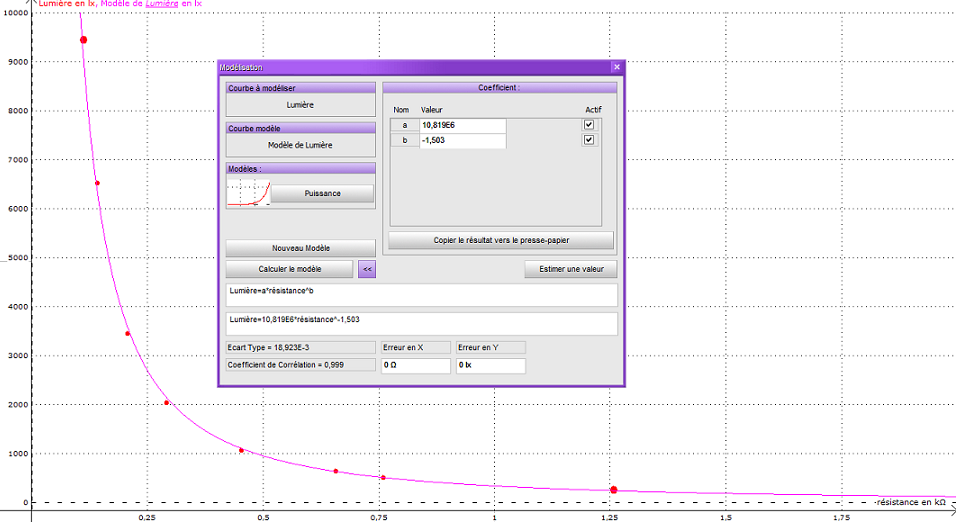 Lumière en lx, Modèle de Lumière en lx
10000
9000
8000
7000
6000
5000
4000
3000
2000
1000
0
0,25
0,5
0,75
1
1,25
1,5
1,75
résistance en kΩ
Modélisation
Courbe à modéliser
Lumière
Courbe modèle
Modèle de Lumière
Modèles :
Puissance
Nouveau Modèle
Calculer le modèle
<<
Coefficient :
Nom Valeur Actif
a 10,819E6
b -1,503
Copier le résultat vers le presse-papier
Estimer une valeur
Lumière=a*résistance^b
Lumière=10,819E6*résistance^-1,503
Ecart Type = 18,923E-3
Erreur en X
Erreur en Y
Coefficient de Corrélation = 0,999
0 Ω
0 lx